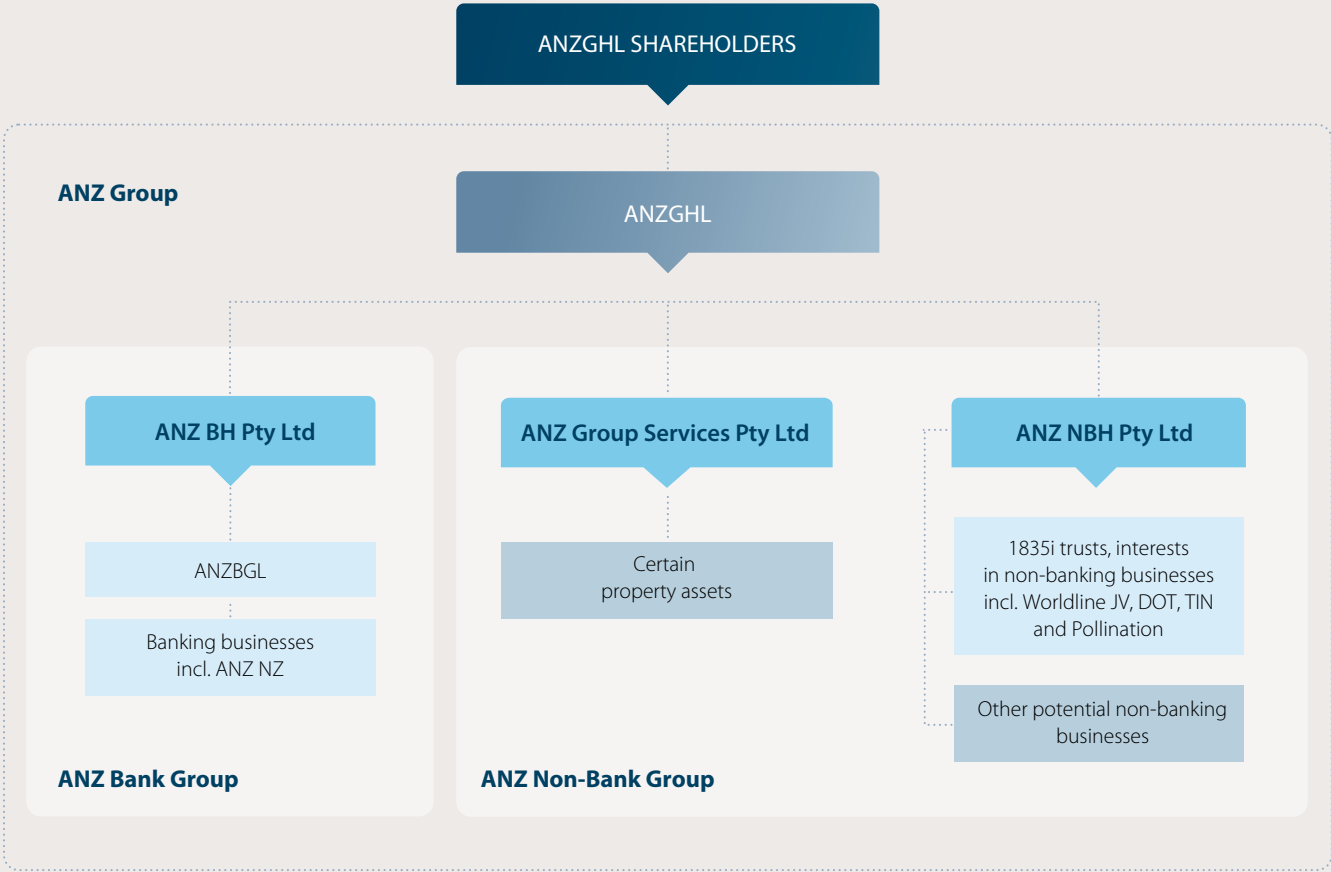 ANZGHL SHAREHOLDERS
ANZ Group
ANZGHL
ANZ BH Pty Ltd
ANZBGL
Banking businesses
incl. ANZ NZ
ANZ Bank Group
ANZ Group Services Pty Ltd
Certain
property assets
ANZ NBH Pty Ltd
1835i trusts, interests
in non-banking businesses
incl. Worldline JV, DOT, TIN
and Pollination
Other potential non-banking
businesses
ANZ Non-Bank Group